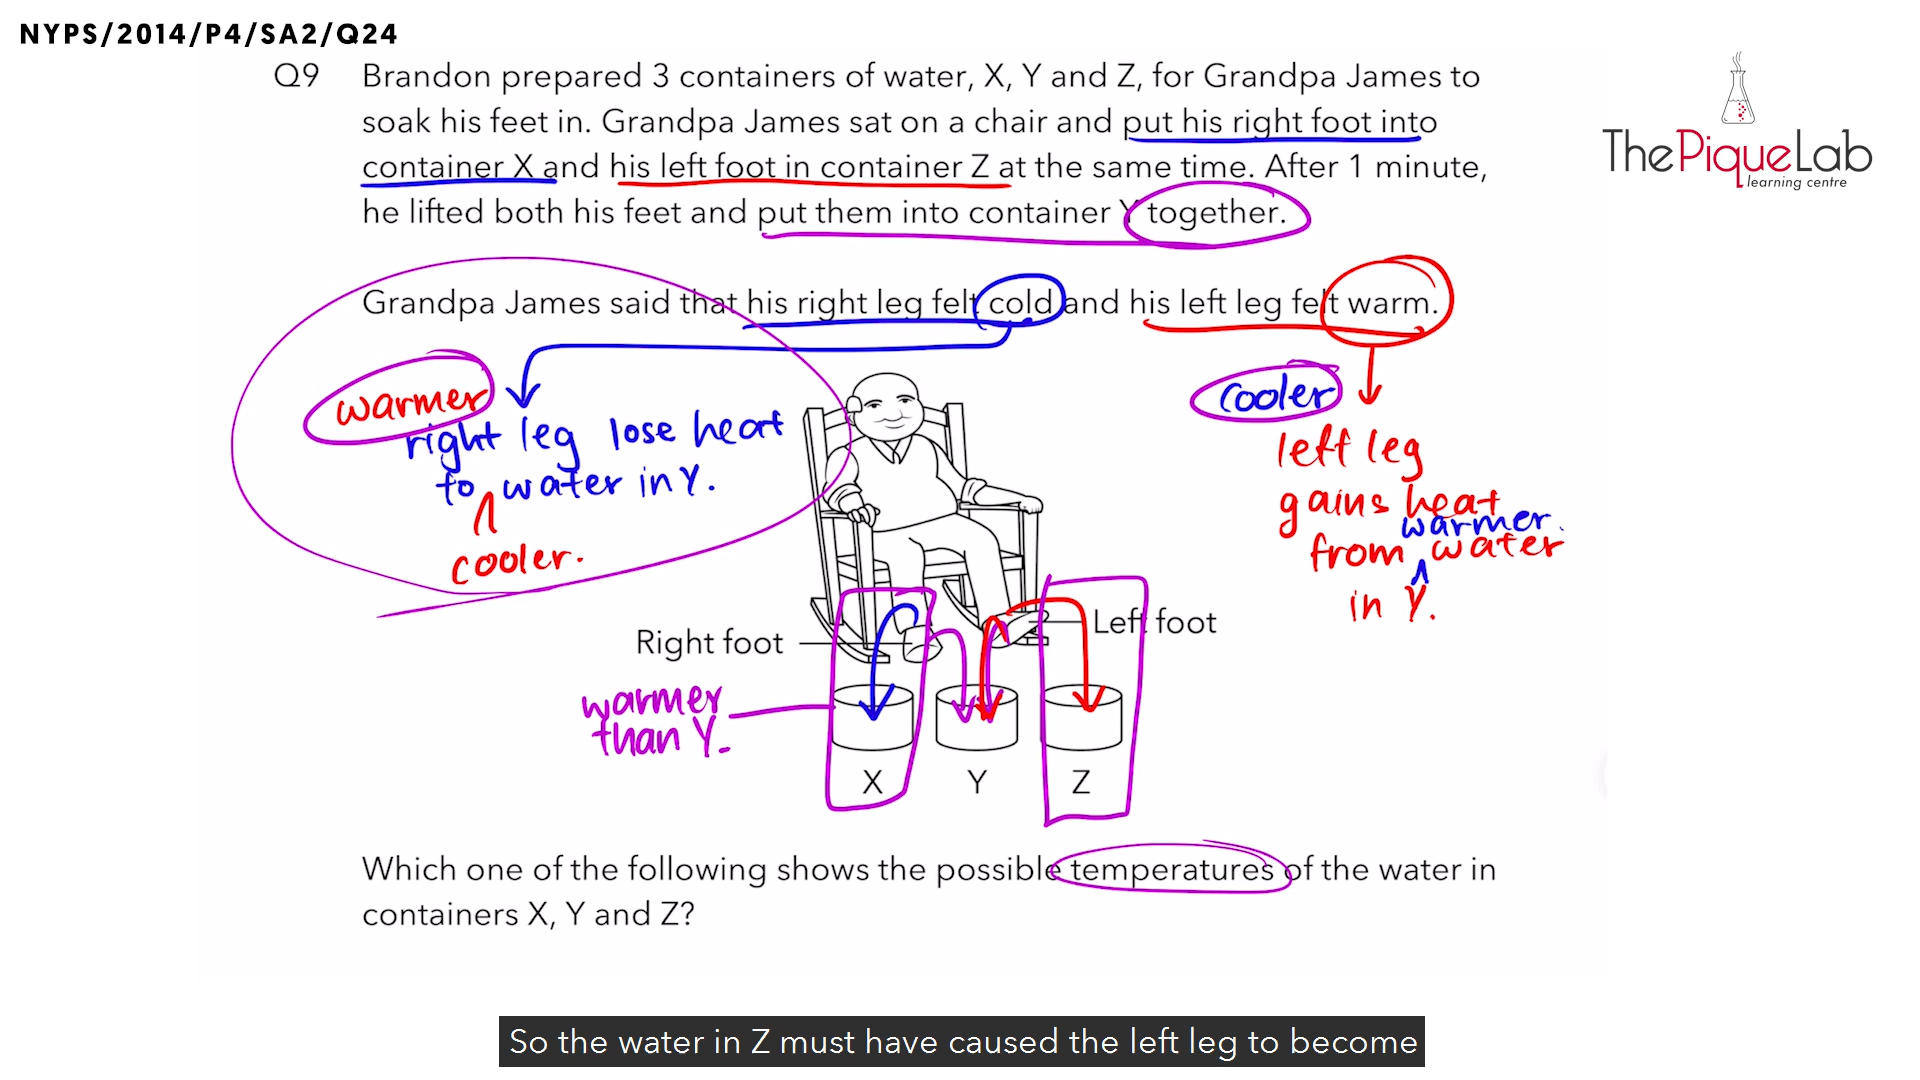 NYPS/2014/P4/SA2/Q24
Q9 Brandon prepared 3 containers of water, X, Y and Z, for Grandpa James to
soak his feet in. Grandpa James sat on a chair and put his right foot into
container X and his left foot in container Z at the same time. After 1 minute,
he lifted both his feet and put them into container Y together.
ThePiqueLab
learning centre
Grandpa James said that his right leg felt cold and his left leg felt warm.
warmer
right leg lose heat
to water in Y.
cooler.
cooler
left leg
gains heat
warmer.
from water
in Y.
Right foot
Left foot
warmer
than Y.
X Y Z
Which one of the following shows the possible temperatures of the water in
containers X, Y and Z?
So the water in Z must have caused the left leg to become